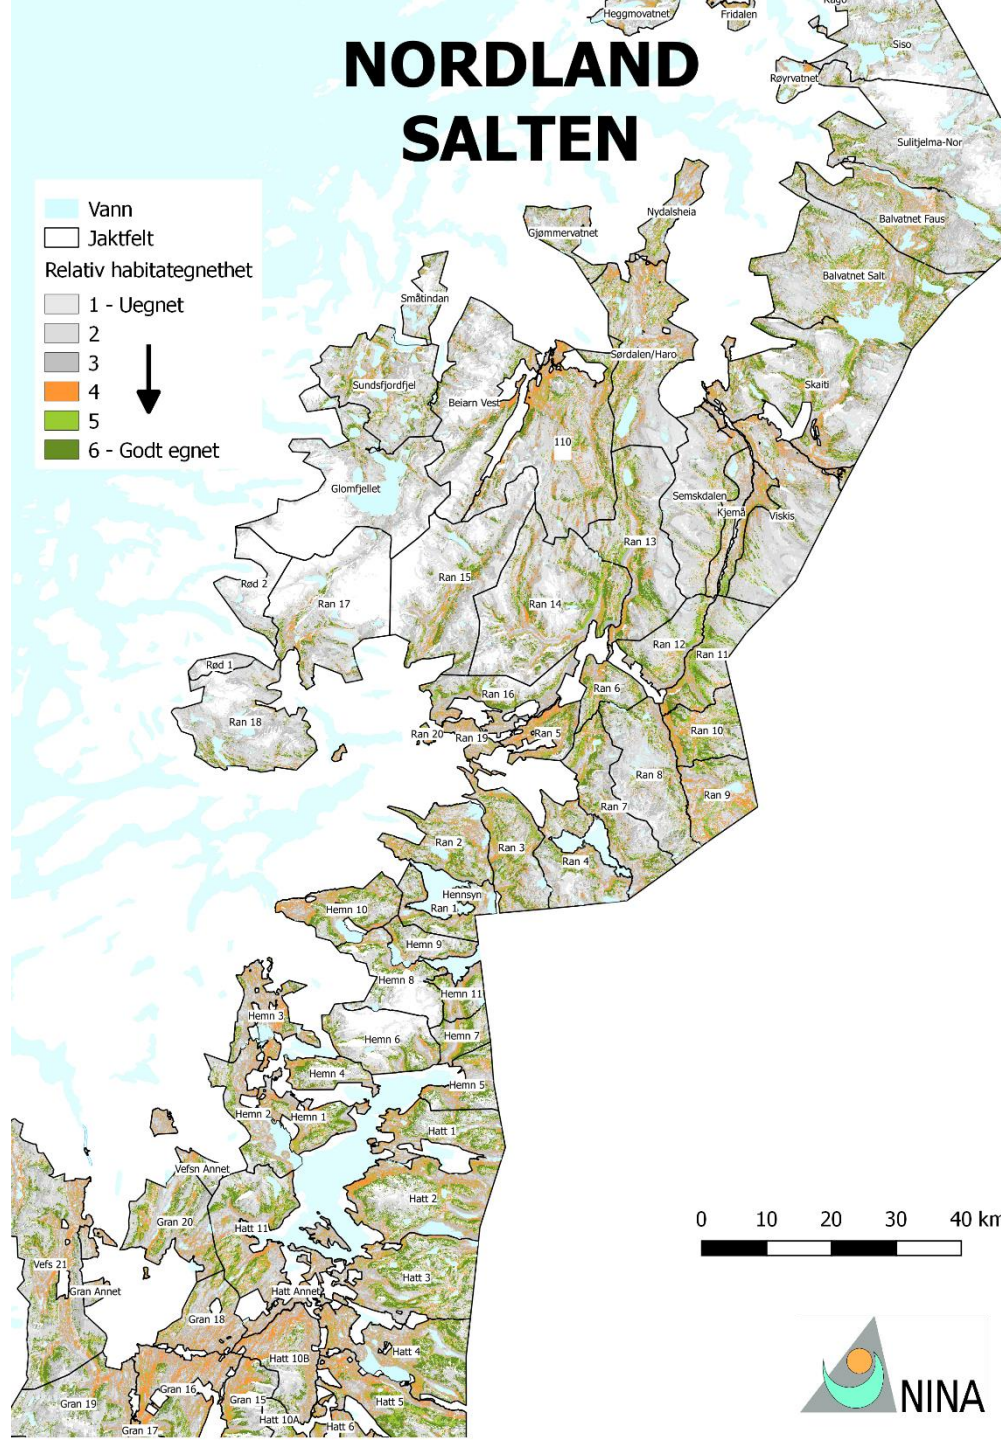 Heggmovatnet
Fridalen
Siso
NORDLAND
SALTEN
Røyrvatnet
Sulitjelma-Nor
Vann
Jaktfelt
Relativ habitategnethet
1 - Uegnet
2
3
4
5
6 - Godt egnet
Nydalsheia
Gjømmervatnet
Balvatnet Faus
Balvatnet Salt
Småtindan
Sørdalen/Haro
Sundsfjordfjel
Skaiti
Beiarn Vest
110
Glomfjellet
Semskdalen
Kjemå
Viskis
Ran 13
Rød 2
Ran 15
Ran 17
Ran 14
Ran 12
Ran 11
Rød 1
Ran 16
Ran 6
Ran 18
Ran 20
Ran 19
Ran 5
Ran 10
Ran 8
Ran 9
Ran 7
Ran 2
Ran 3
Ran 4
Hennsyn
Ran 1
Hemn 10
Hemn 9
Hemn 8
Hemn 11
Hemn 3
Hemn 6
Hemn 7
Hemn 4
Hemn 5
Hemn 2
Hemn 1
Hatt 1
Vefsn Annet
Hatt 2
Gran 20
Hatt 11
0 10 20 30 40 km
Vefs 21
Gran Annet
Hatt Annet
Hatt 3
Gran 18
Hatt 4
Hatt 10B
Gran 16
Gran 19
Gran 15
Hatt 5
Hatt 10A
Gran 17
Hatt 6
NINA